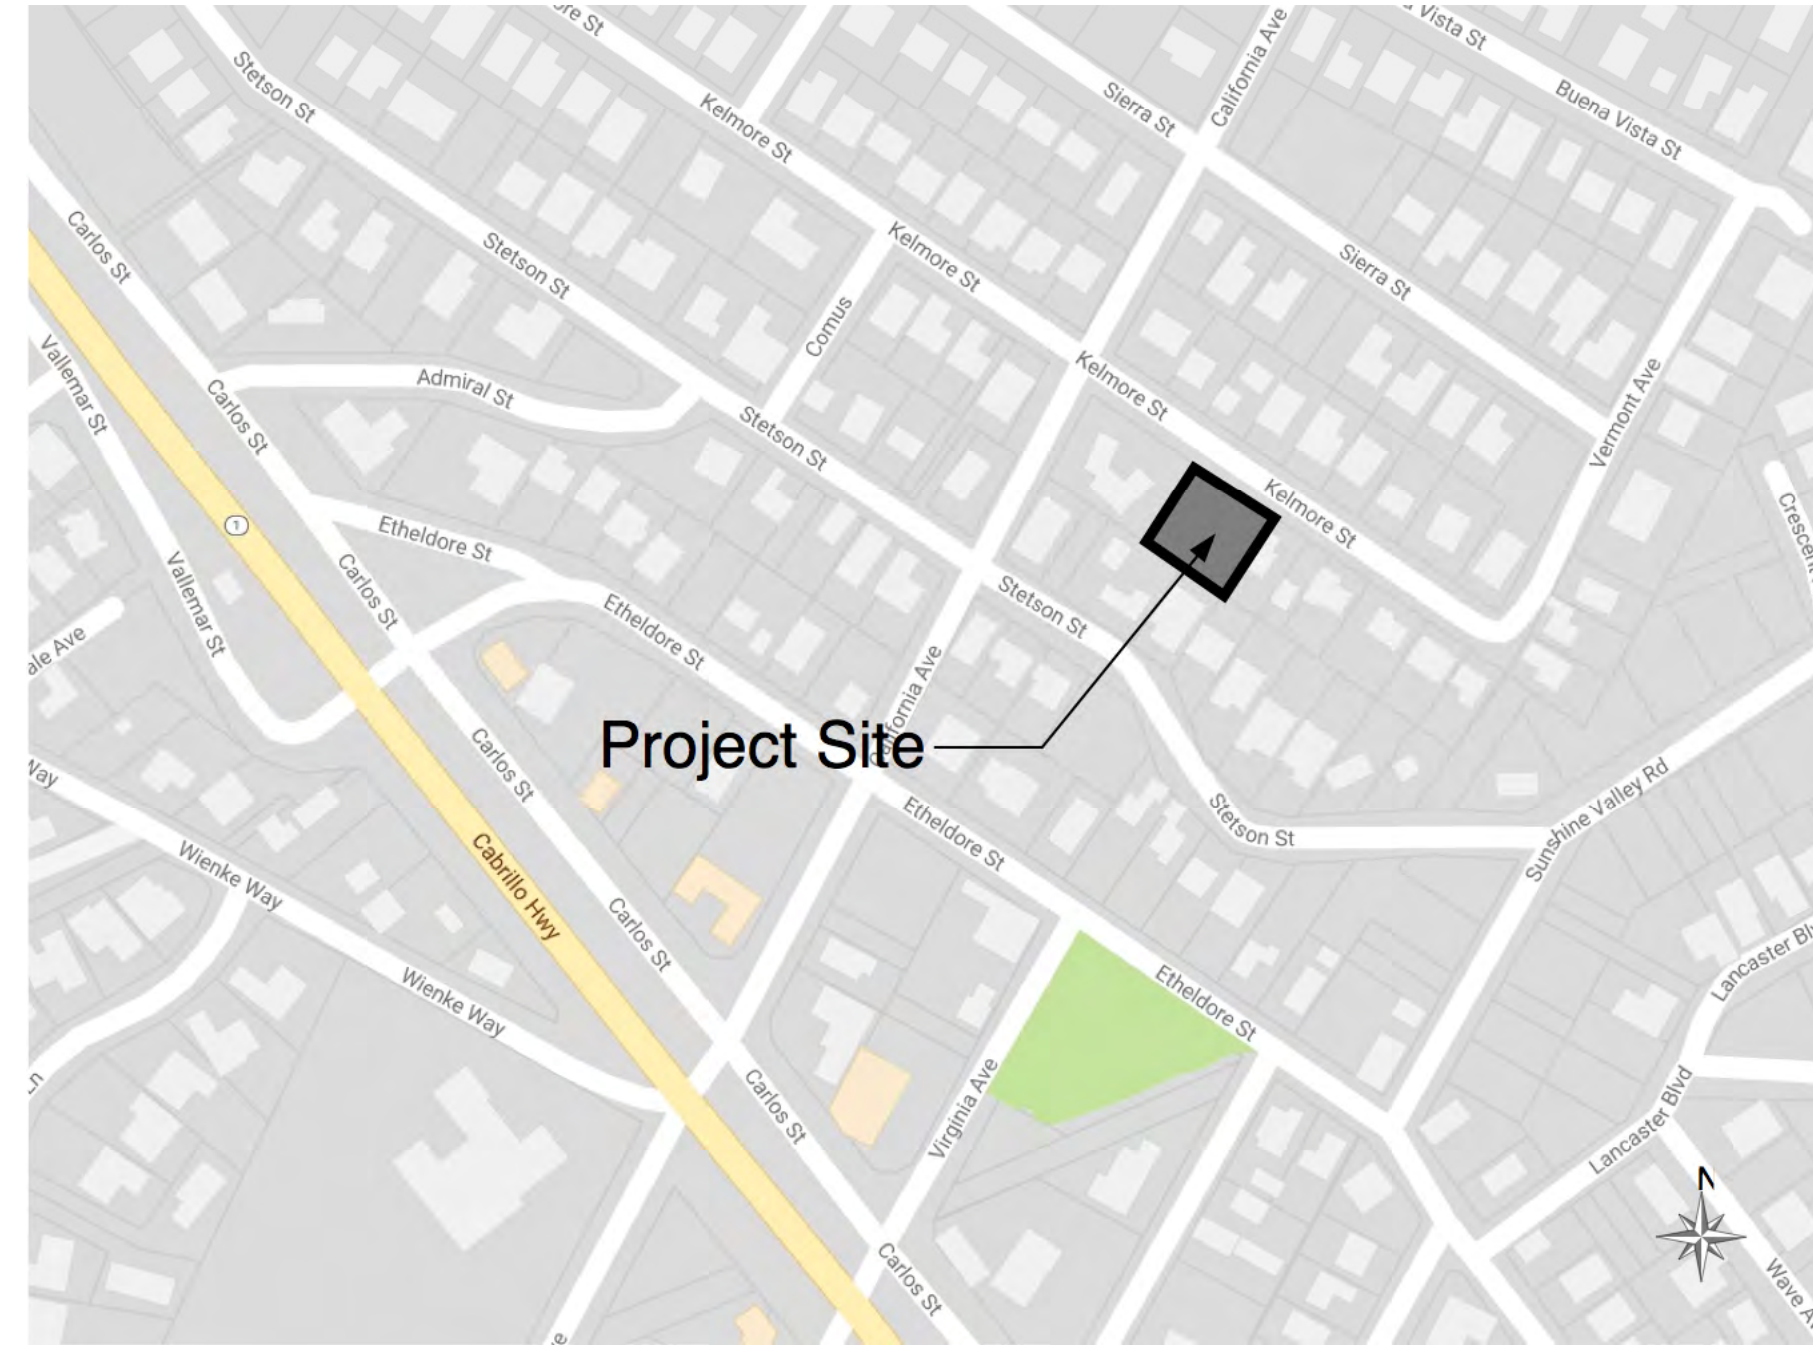 Stetson St
Kelmore St
Sierra St
California Ave
Buena Vista St
Carlos St
Stetson St
Kelmore St
Sierra St
Comus
Vallemar St
Admiral St
Carlos St
Stetson St
Kelmore St
Vermont Ave
1
Etheldore St
Kelmore St
Vallemar St
Carlos St
Etheldore St
Stetson St
California Ave
Project Site
Carlos St
Etheldore St
Stetson St
Sunshine Valley Rd
Wienke Way
Cabrillo Hwy
Carlos St
Wienke Way
Etheldore St
Virginia Ave
Carlos St
Lancaster Blvd
N
Carlos St